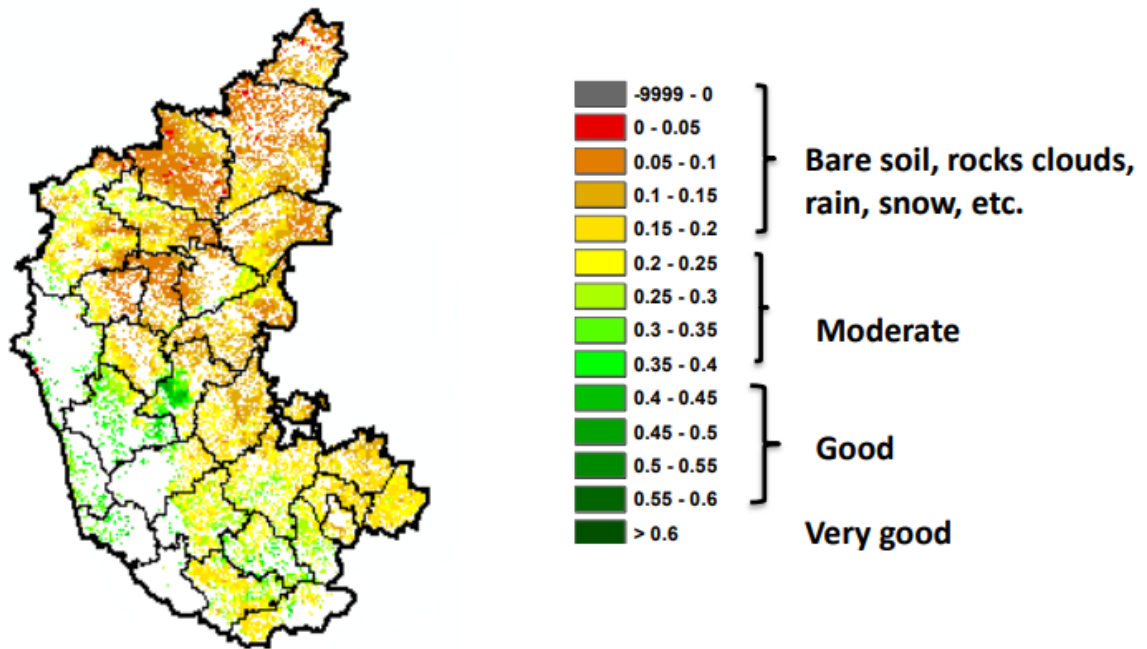 -9999 - 0
0 - 0.05
0.05 - 0.1
0.1 - 0.15
0.15 - 0.2
0.2 - 0.25
0.25 - 0.3
0.3 - 0.35
0.35 - 0.4
0.4 - 0.45
0.45 - 0.5
0.5 - 0.55
0.55 - 0.6
> 0.6
Bare soil, rocks clouds,
rain, snow, etc.
Moderate
Good
Very good